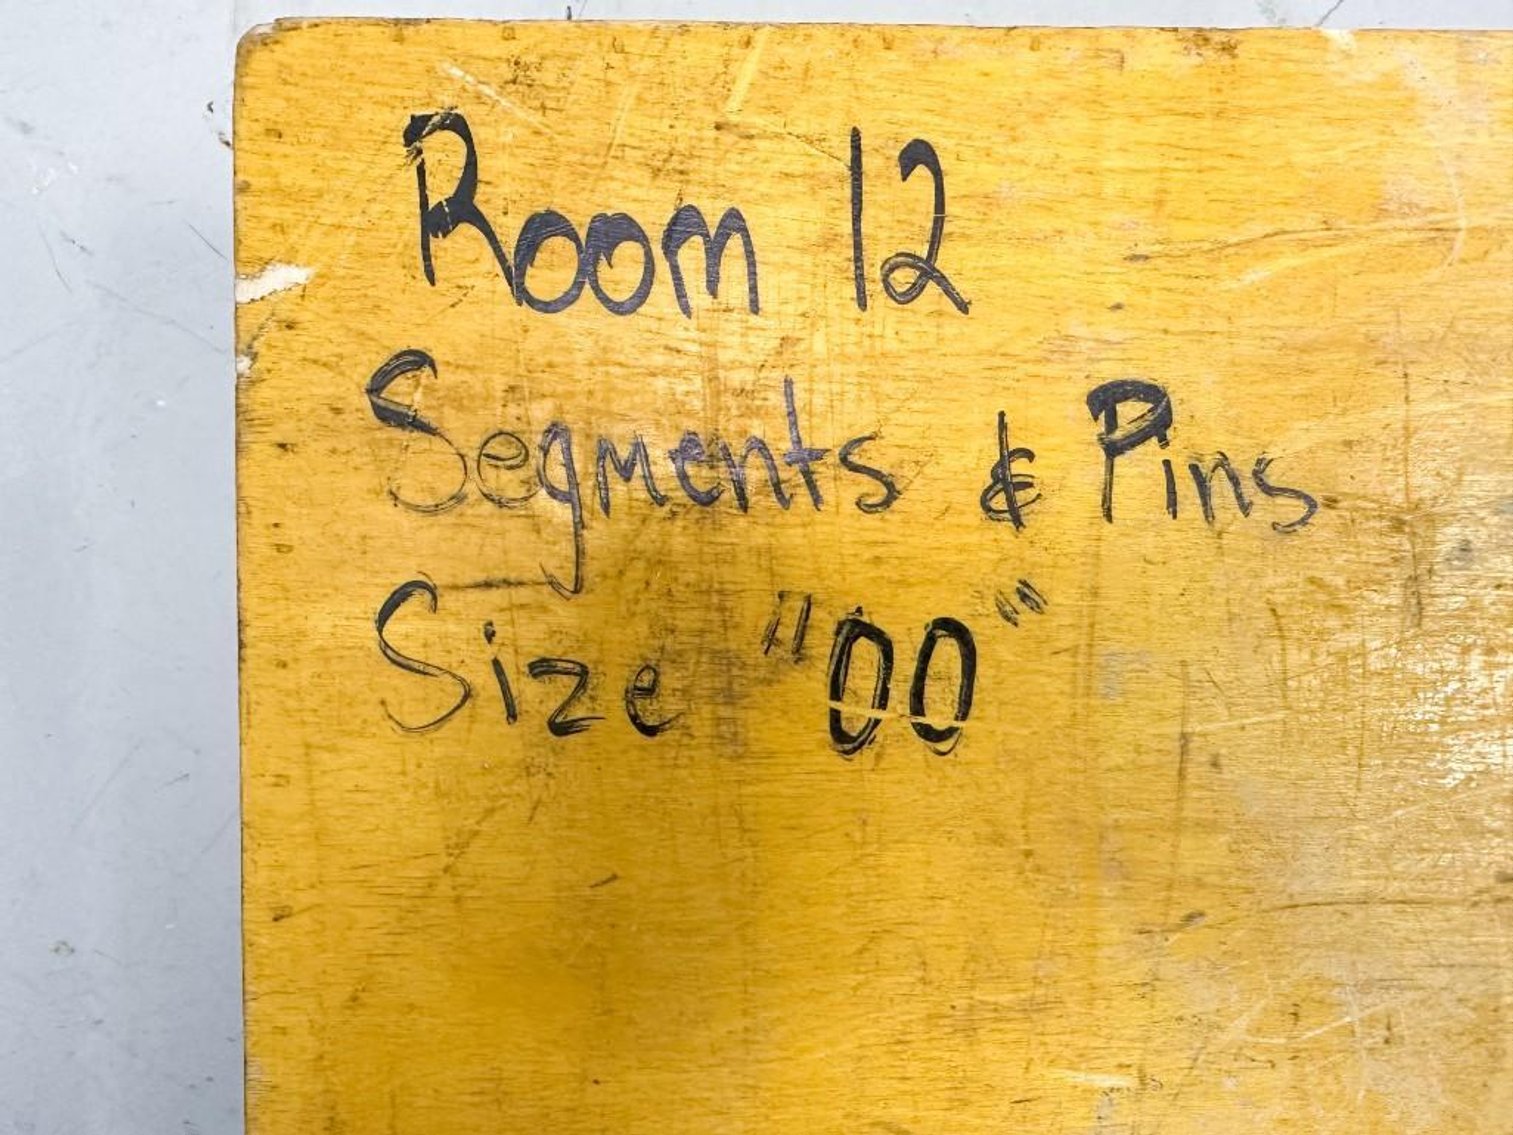 Room 12
Segments & Pins
Size "00"